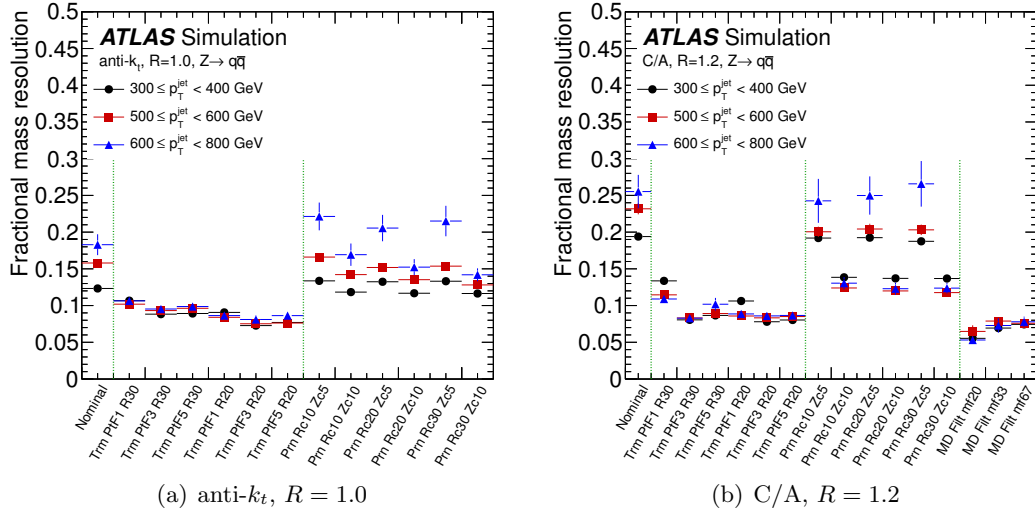 Fractional mass resolution
0.5
0.45
0.4
0.35
0.3
0.25
0.2
0.15
0.1
0.05
0
ATLAS Simulation
anti-kₜ, R=1.0, Z→ qq̅
300 ≤ p_T^jet < 400 GeV
500 ≤ p_T^jet < 600 GeV
600 ≤ p_T^jet < 800 GeV
Nominal
Trm PtF1 R30
Trm PtF3 R30
Trm PtF5 R30
Trm PtF1 R20
Trm PtF3 R20
Trm PtF5 R20
Prn Rc10 Zc5
Prn Rc10 Zc10
Prn Rc20 Zc5
Prn Rc20 Zc10
Prn Rc30 Zc5
Prn Rc30 Zc10
(a) anti-kₜ, R = 1.0
Fractional mass resolution
0.5
0.45
0.4
0.35
0.3
0.25
0.2
0.15
0.1
0.05
0
ATLAS Simulation
C/A, R=1.2, Z→ qq̅
300 ≤ p_T^jet < 400 GeV
500 ≤ p_T^jet < 600 GeV
600 ≤ p_T^jet < 800 GeV
Nominal
Trm PtF1 R30
Trm PtF3 R30
Trm PtF5 R30
Trm PtF1 R20
Trm PtF3 R20
Trm PtF5 R20
Prn Rc10 Zc5
Prn Rc10 Zc10
Prn Rc20 Zc5
Prn Rc20 Zc10
Prn Rc30 Zc5
Prn Rc30 Zc10
MD Filt mf20
MD Filt mf33
MD Filt mf67
(b) C/A, R = 1.2